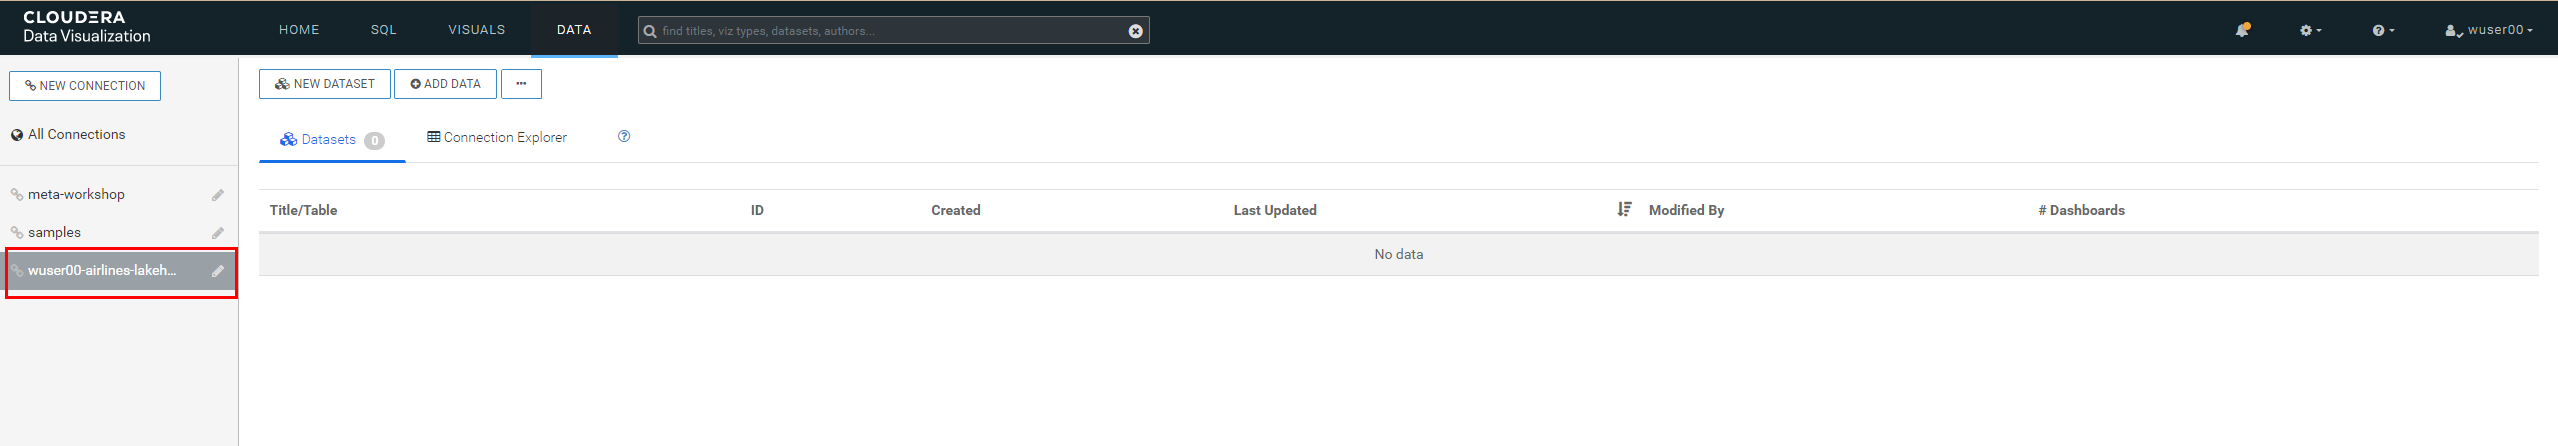 CLOUDERA
Data Visualization
HOME SQL VISUALS DATA find titles, viz types, datasets, authors... wuser00
NEW CONNECTION
NEW DATASET ADD DATA ...
All Connections
Datasets 0 Connection Explorer
meta-workshop
samples
wuser00-airlines-lakeh...
Title/Table ID Created Last Updated Modified By # Dashboards
No data